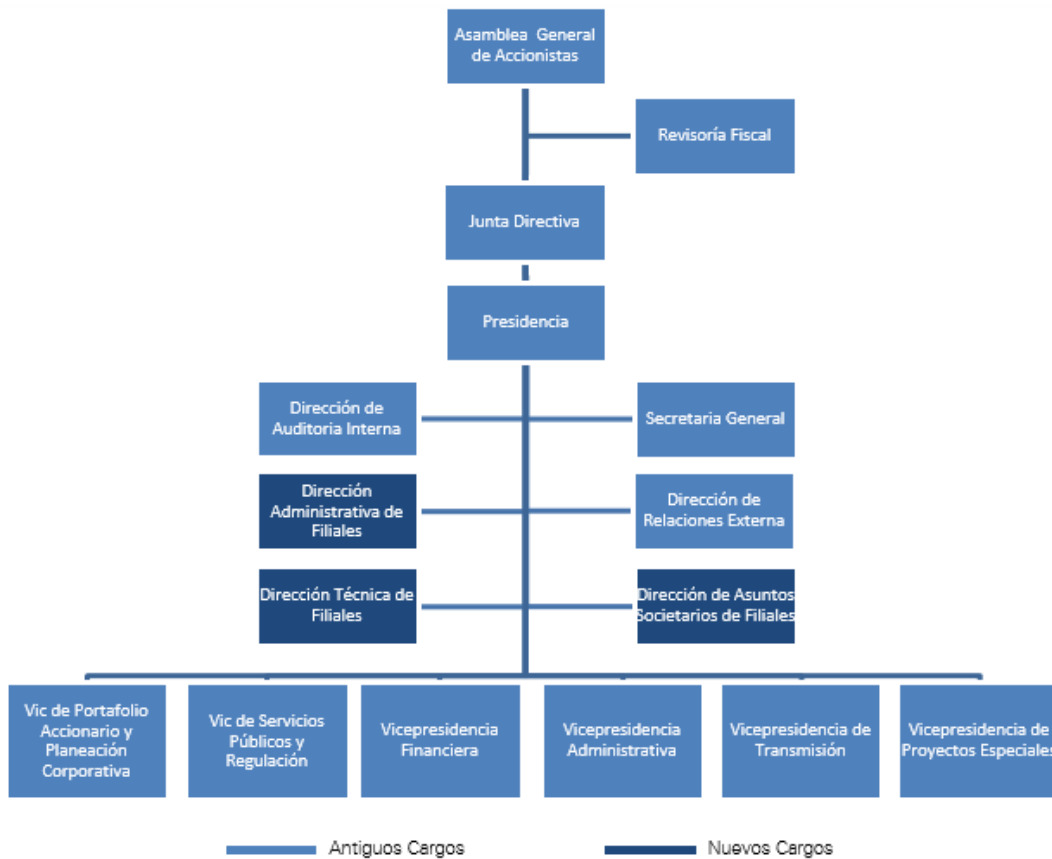 Asamblea General
de Accionistas
Revisoría Fiscal
Junta Directiva
Presidencia
Dirección de
Auditoria Interna
Secretaria General
Dirección
Administrativa de
Filiales
Dirección de
Relaciones Externa
Dirección Técnica de
Filiales
Dirección de Asuntos
Societarios de Filiales
Vic de Portafolio
Accionario y
Planeación
Corporativa
Vic de Servicios
Públicos y
Regulación
Vicepresidencia
Financiera
Vicepresidencia
Administrativa
Vicepresidencia de
Transmisión
Vicepresidencia de
Proyectos Especiales
Antiguos Cargos
Nuevos Cargos